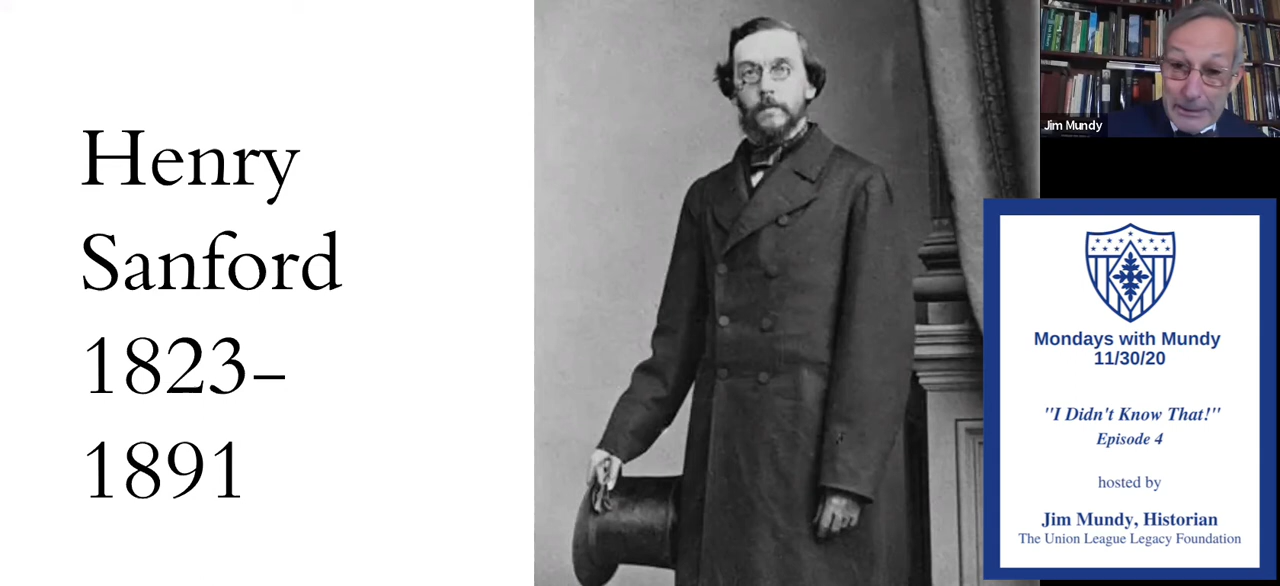 Henry
Sanford
1823–
1891
Jim Mundy
Mondays with Mundy
11/30/20
"I Didn't Know That!"
Episode 4
hosted by
Jim Mundy, Historian
The Union League Legacy Foundation